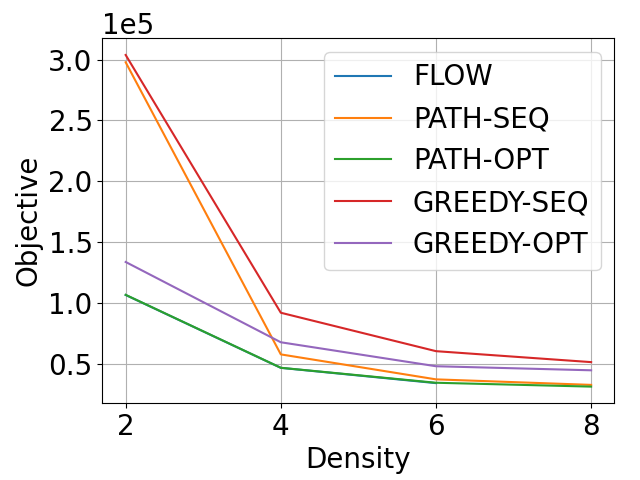 1e5
3.0
2.5
2.0
1.5
1.0
0.5
Objective
FLOW
PATH-SEQ
PATH-OPT
GREEDY-SEQ
GREEDY-OPT
2 4 6 8
Density